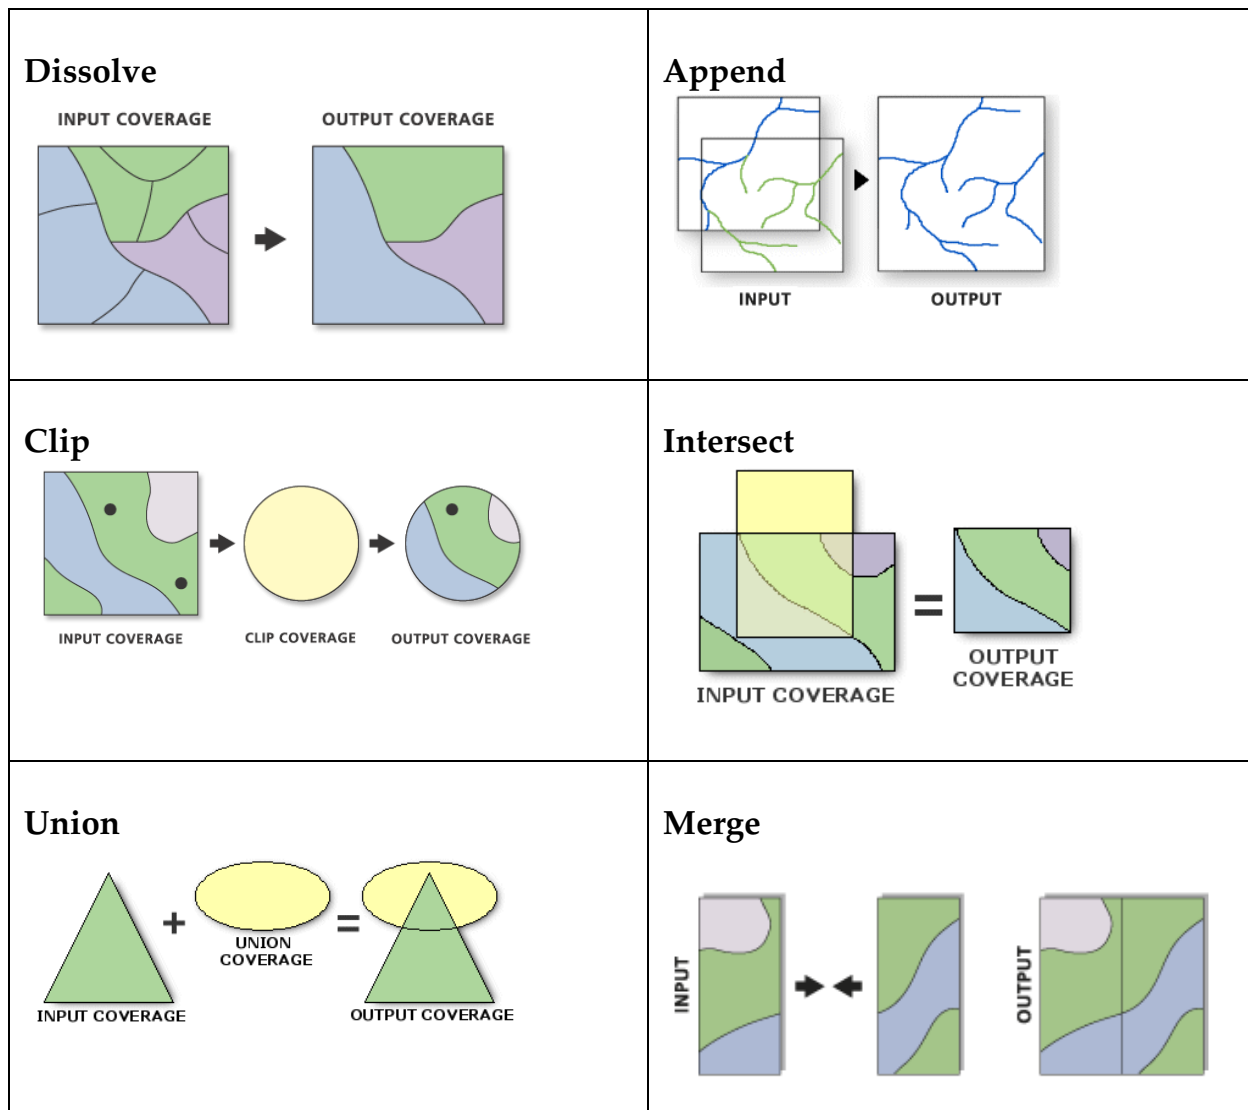 Dissolve
INPUT COVERAGE
OUTPUT COVERAGE
Append
INPUT
OUTPUT
Clip
INPUT COVERAGE
CLIP COVERAGE
OUTPUT COVERAGE
Intersect
INPUT COVERAGE
=
OUTPUT
COVERAGE
Union
+
=
UNION
COVERAGE
INPUT COVERAGE
OUTPUT COVERAGE
Merge
INPUT
OUTPUT